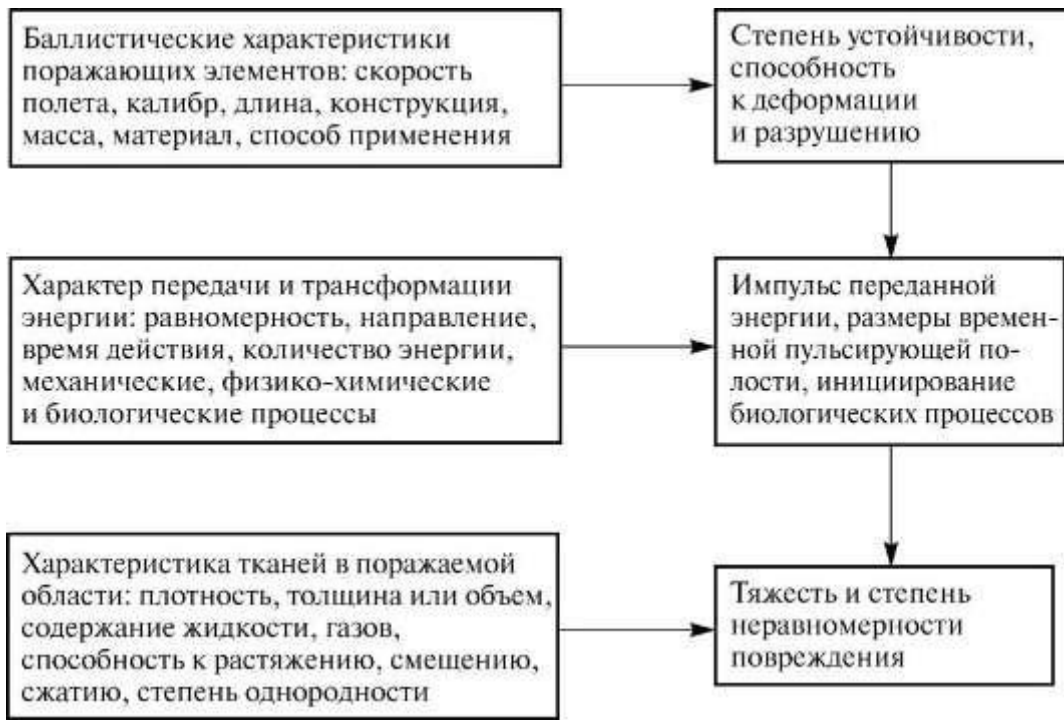 Баллистические характеристики
поражающих элементов: скорость
полета, калибр, длина, конструкция,
масса, материал, способ применения
Степень устойчивости,
способность
к деформации
и разрушению
Характер передачи и трансформации
энергии: равномерность, направление,
время действия, количество энергии,
механические, физико-химические
и биологические процессы
Импульс переданной
энергии, размеры времен-
ной пульсирующей по-
лости, инициирование
биологических процессов
Характеристика тканей в поражаемой
области: плотность, толщина или объем,
содержание жидкости, газов,
способность к растяжению, смещению,
сжатию, степень однородности
Тяжесть и степень
неравномерности
повреждения